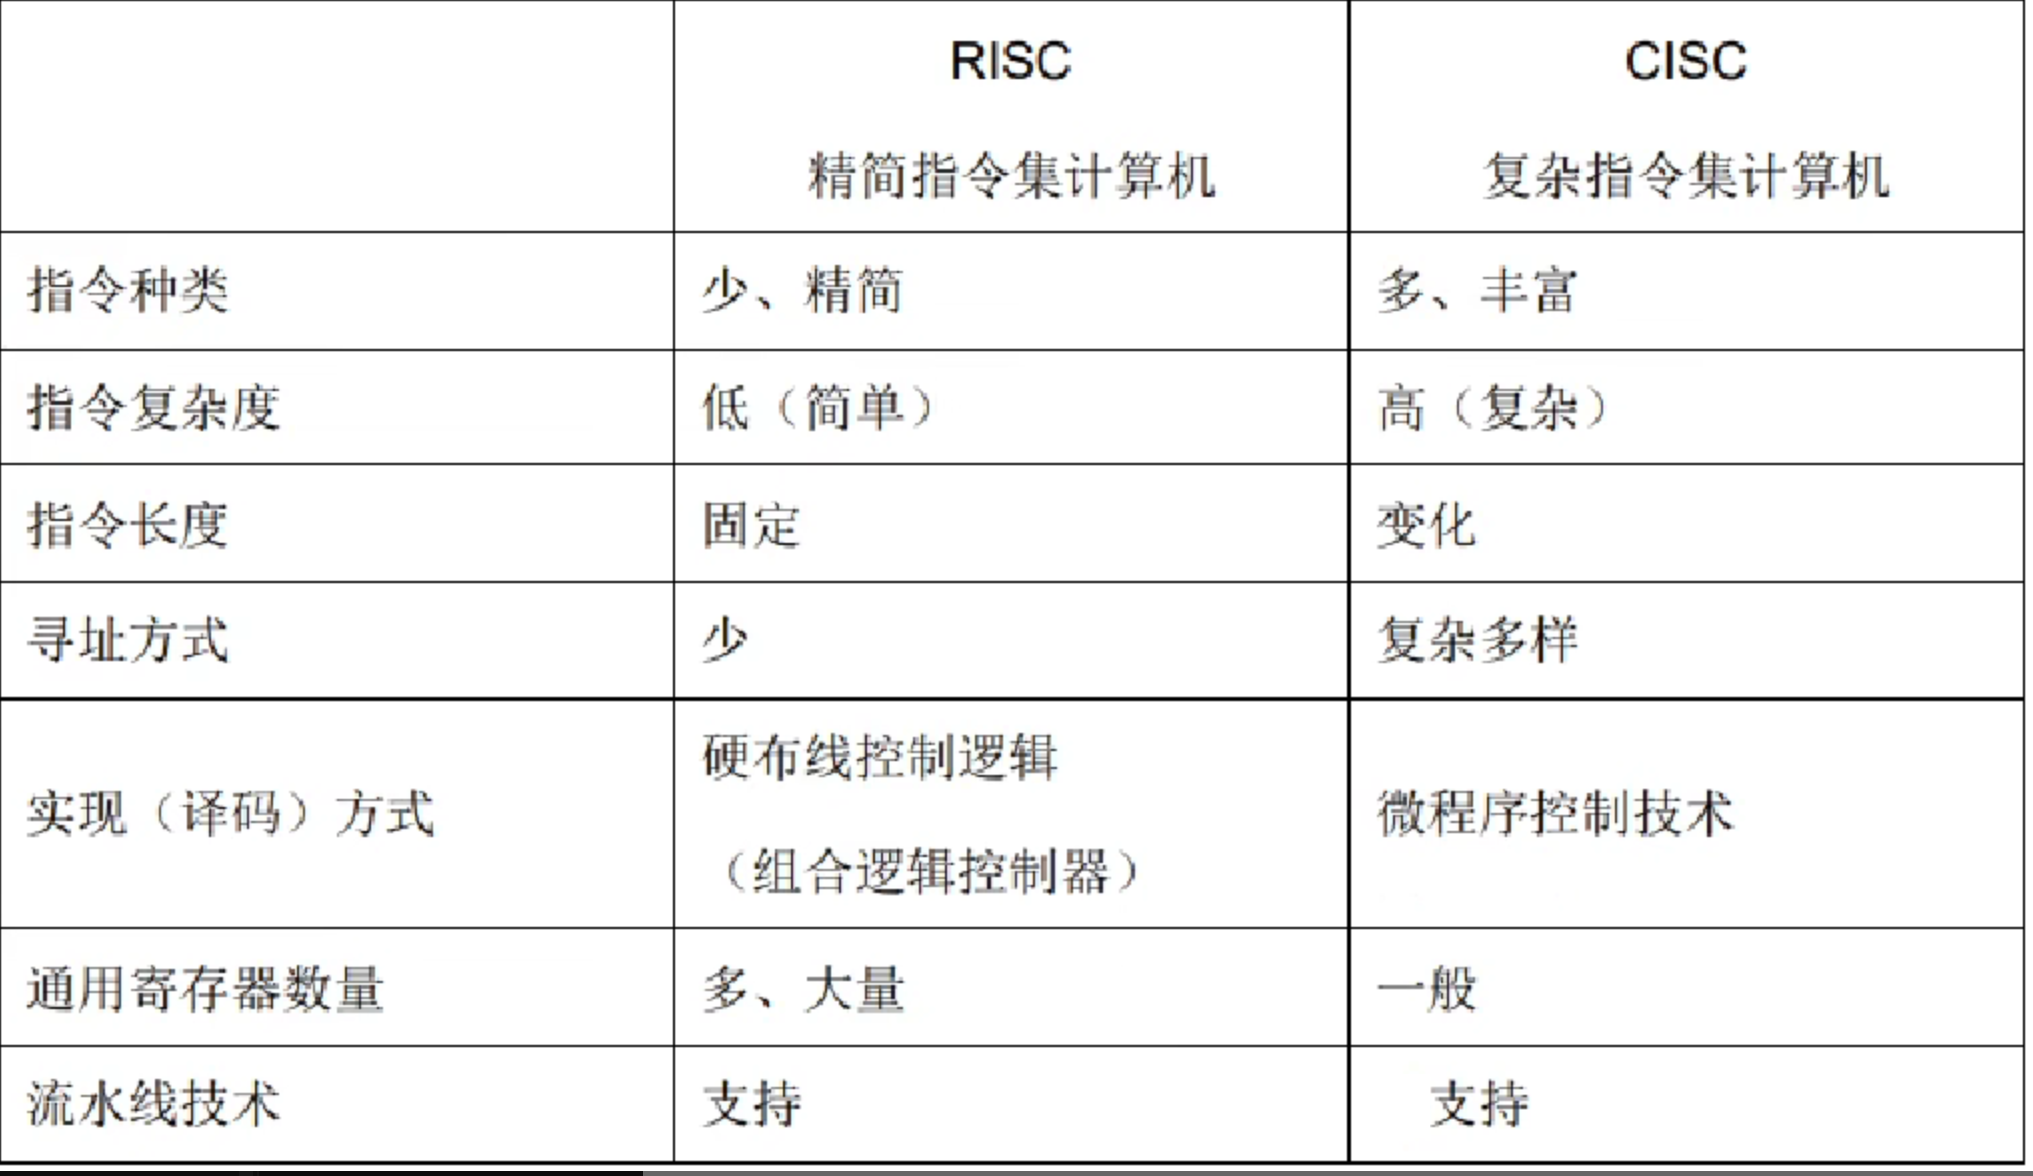 RISC
CISC
精简指令集计算机
复杂指令集计算机
指令种类
少、精简
多、丰富
指令复杂度
低（简单）
高（复杂）
指令长度
固定
变化
寻址方式
少
复杂多样
实现（译码）方式
硬布线控制逻辑
（组合逻辑控制器）
微程序控制技术
通用寄存器数量
多、大量
一般
流水线技术
支持
支持